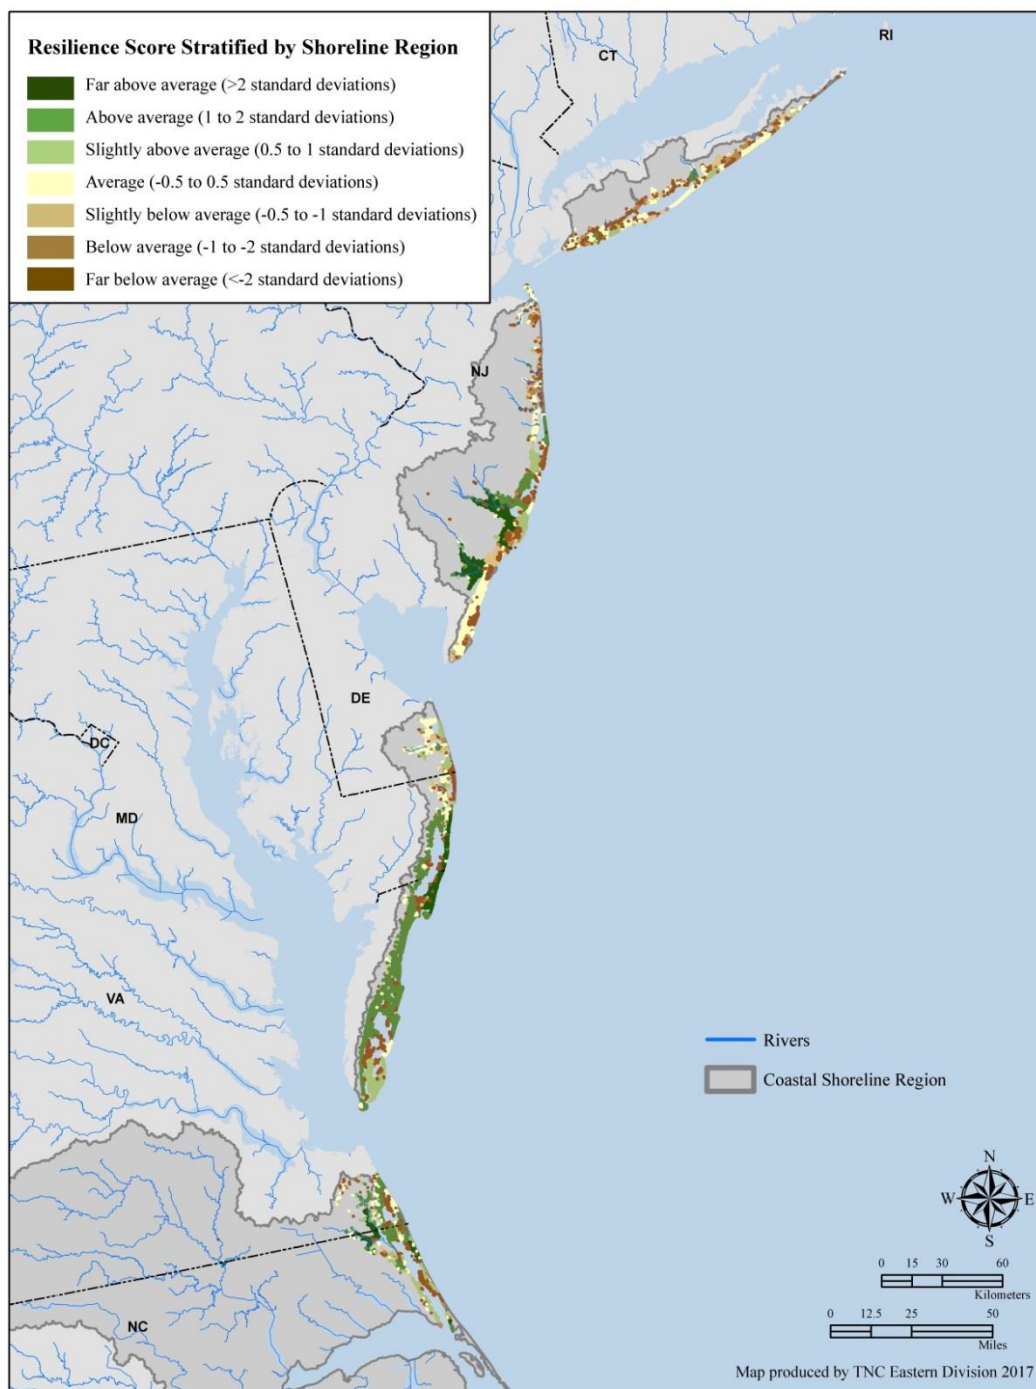 Resilience Score Stratified by Shoreline Region
Far above average (>2 standard deviations)
Above average (1 to 2 standard deviations)
Slightly above average (0.5 to 1 standard deviations)
Average (-0.5 to 0.5 standard deviations)
Slightly below average (-0.5 to -1 standard deviations)
Below average (-1 to -2 standard deviations)
Far below average (<-2 standard deviations)
RI
CT
NJ
DE
DC
MD
VA
NC
Rivers
Coastal Shoreline Region
N
W E
S
0 15 30 60
Kilometers
0 12.5 25 50
Miles
Map produced by TNC Eastern Division 2017